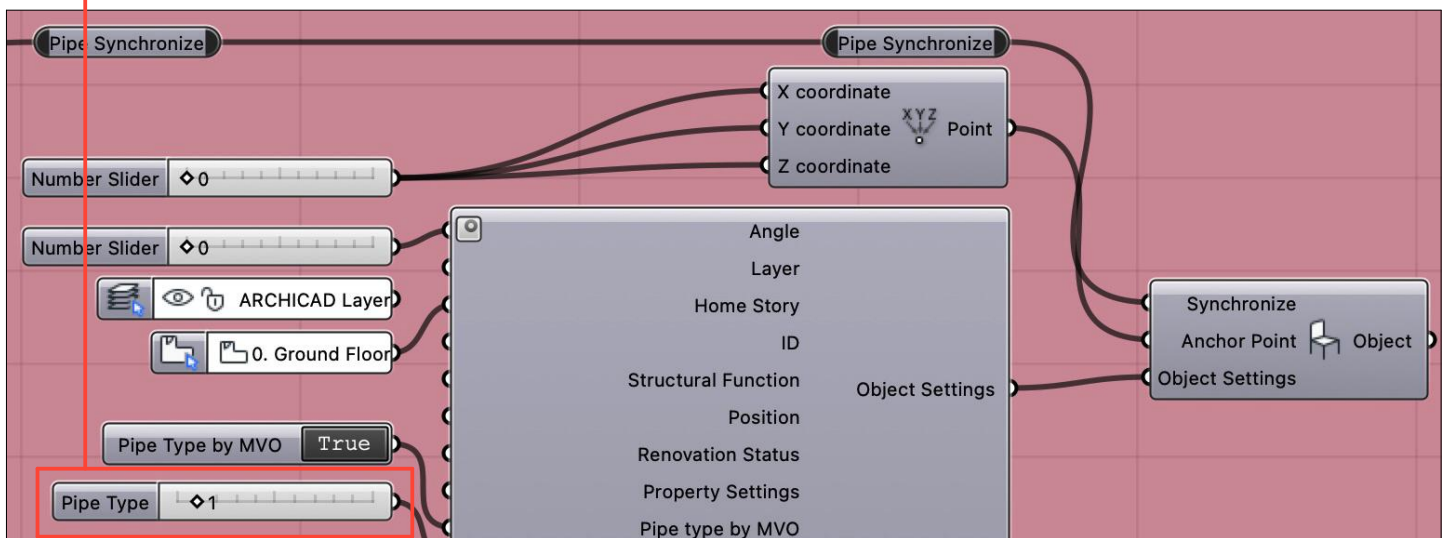 Pipe Synchronize
Pipe Synchronize
X coordinate
Y coordinate
Z coordinate
XYZ
Point
Number Slider 0
Number Slider 0
ARCHICAD Layer
0. Ground Floor
Angle
Layer
Home Story
ID
Structural Function
Position
Renovation Status
Property Settings
Pipe type by MVO
Object Settings
Pipe Type by MVO True
Pipe Type 1
Synchronize
Anchor Point
Object Settings
Object